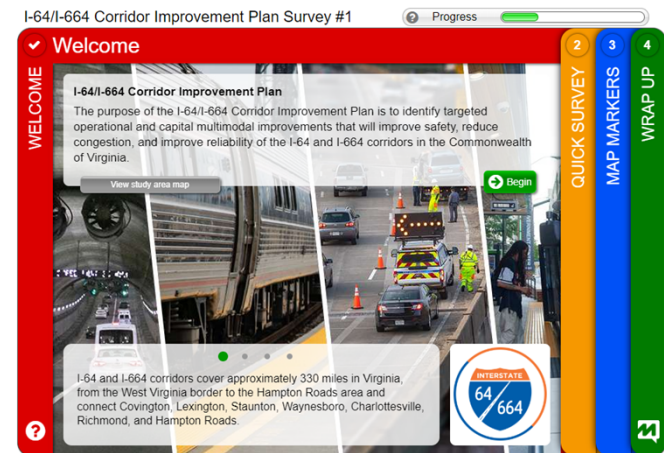 I-64/I-664 Corridor Improvement Plan Survey #1
? Progress
Welcome
WELCOME
I-64/I-664 Corridor Improvement Plan
The purpose of the I-64/I-664 Corridor Improvement Plan is to identify targeted
operational and capital multimodal improvements that will improve safety, reduce
congestion, and improve reliability of the I-64 and I-664 corridors in the Commonwealth
of Virginia.
View study area map
Begin
I-64 and I-664 corridors cover approximately 330 miles in Virginia,
from the West Virginia border to the Hampton Roads area and
connect Covington, Lexington, Staunton, Waynesboro, Charlottesville,
Richmond, and Hampton Roads.
INTERSTATE
64/664
?
2
QUICK SURVEY
3
MAP MARKERS
4
WRAP UP